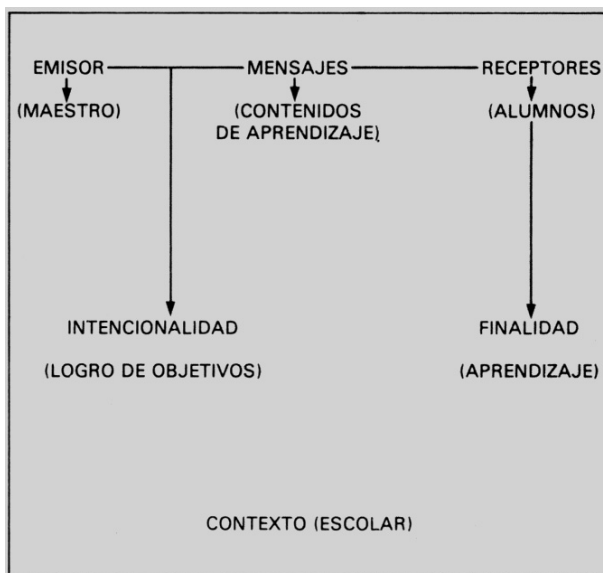 EMISOR MENSAJES RECEPTORES
(MAESTRO) (CONTENIDOS (ALUMNOS)
DE APRENDIZAJE)
INTENCIONALIDAD FINALIDAD
(LOGRO DE OBJETIVOS) (APRENDIZAJE)
CONTEXTO (ESCOLAR)